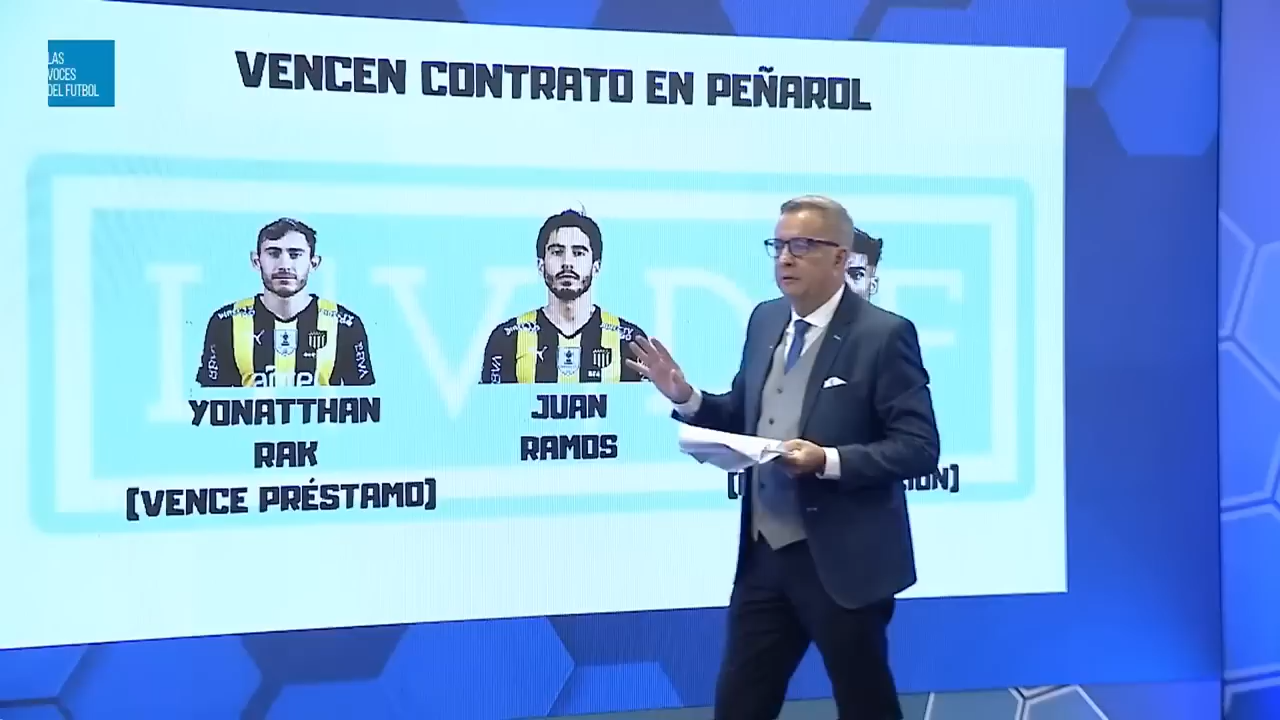 LAS
VOCES
DEL FUTBOL
VENCEN CONTRATO EN PEÑAROL
YONATTHAN
RAK
[VENCE PRÉSTAMO]
JUAN
RAMOS